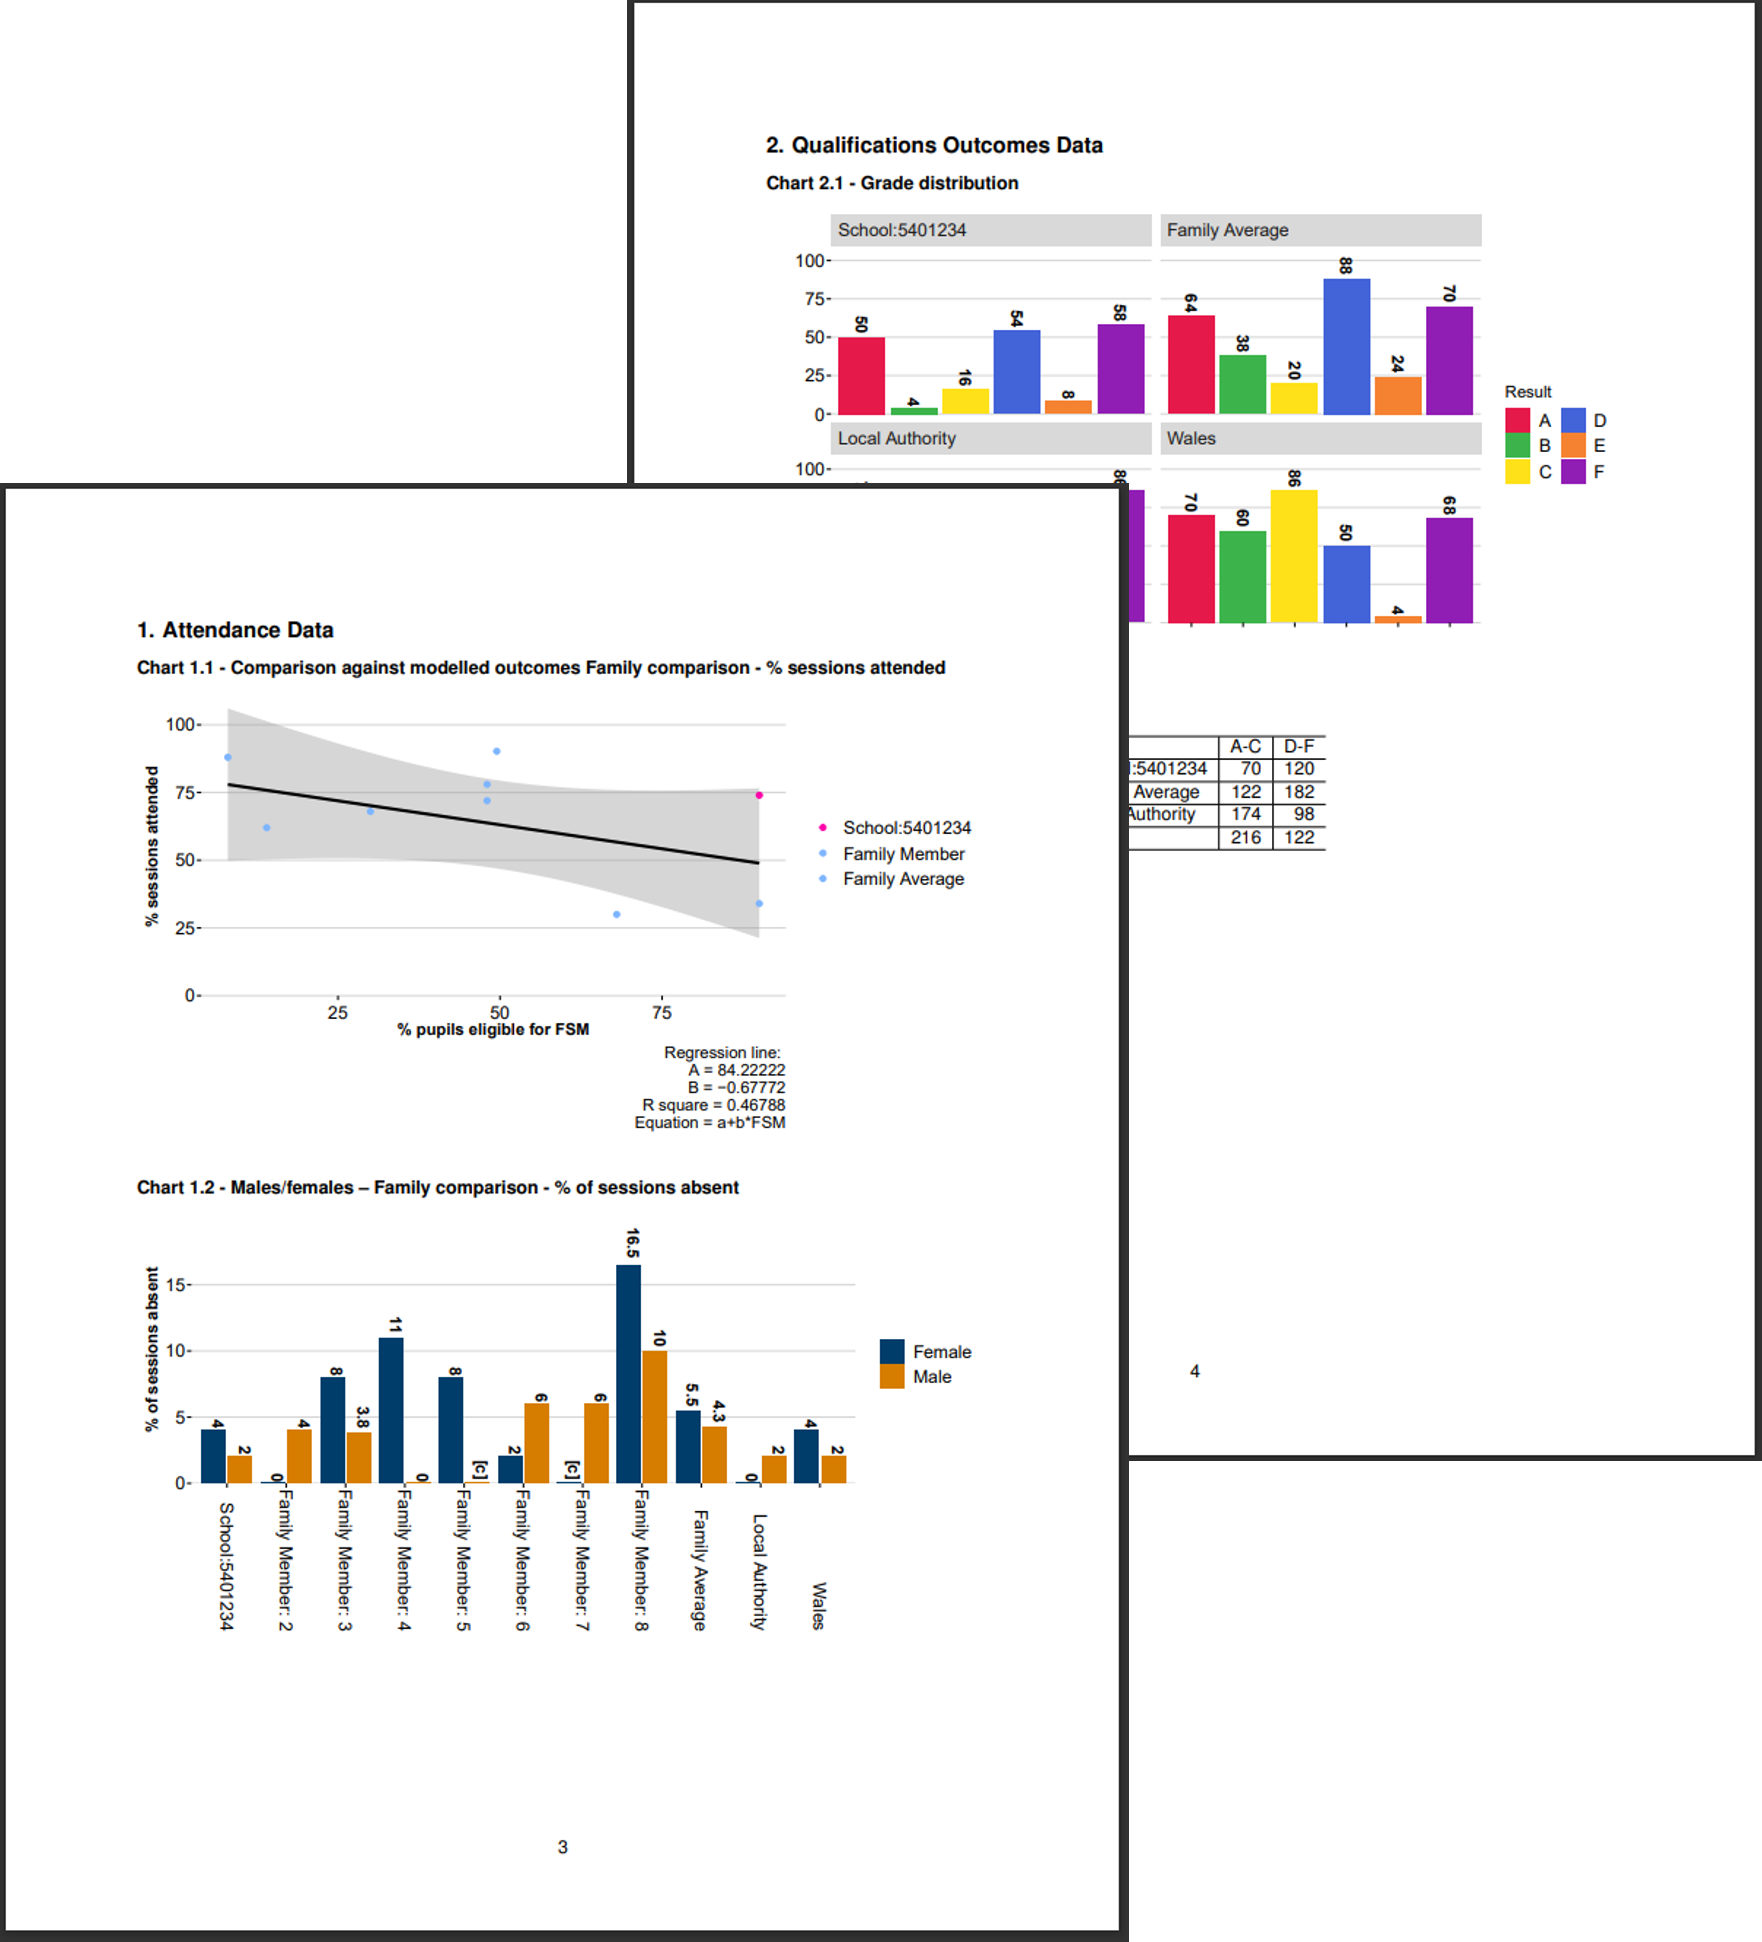 2. Qualifications Outcomes Data
Chart 2.1 - Grade distribution
School:5401234
Family Average
100
75
50
25
0
50
4
16
54
8
58
64
38
20
88
24
70
Local Authority
Wales
100
86
70
60
86
50
4
68
Result
A
D
B
E
C
F
A-C D-F
:5401234 70 120
Average 122 182
Authority 174 98
216 122
4
1. Attendance Data
Chart 1.1 - Comparison against modelled outcomes Family comparison - % sessions attended
% sessions attended
100
75
50
25
0
25 50 75
% pupils eligible for FSM
School:5401234
Family Member
Family Average
Regression line:
A = 84.22222
B = −0.67772
R square = 0.46788
Equation = a+b*FSM
Chart 1.2 - Males/females – Family comparison - % of sessions absent
% of sessions absent
15
10
5
0
4
2
0
4
8
3.8
11
0
8
[c]
2
6
[c]
6
16.5
10
5.5
4.3
0
2
4
2
School:5401234
Family Member: 2
Family Member: 3
Family Member: 4
Family Member: 5
Family Member: 6
Family Member: 7
Family Member: 8
Family Average
Local Authority
Wales
Female
Male
3